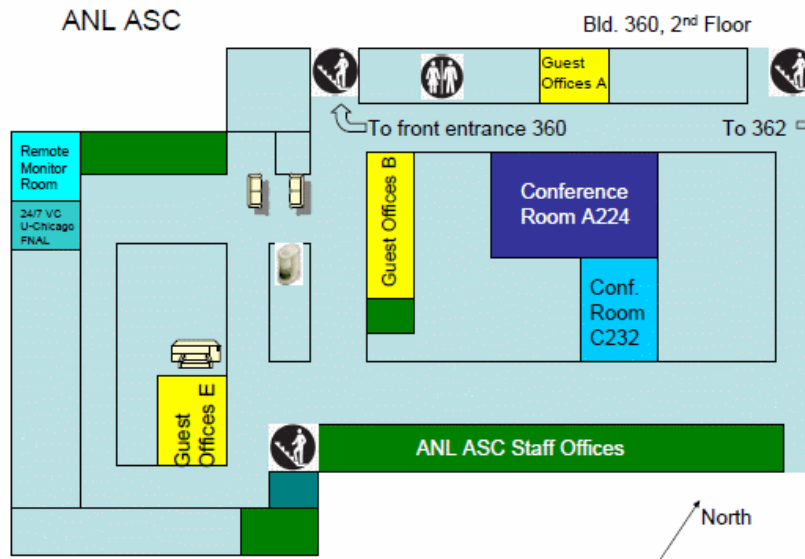 ANL ASC
Bld. 360, 2nd Floor
Guest
Offices A
To front entrance 360
To 362
Remote
Monitor
Room
24/7 VC
U-Chicago
FNAL
Guest Offices B
Conference
Room A224
Conf.
Room
C232
Guest
Offices E
ANL ASC Staff Offices
North